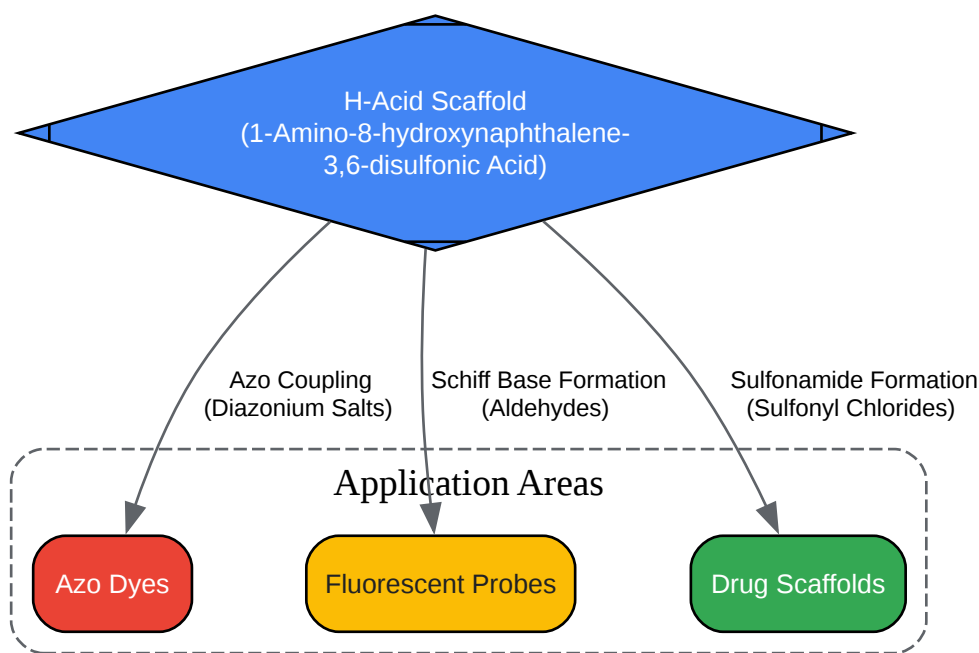 H-Acid Scaffold
(1-Amino-8-hydroxynaphthalene-
3,6-disulfonic Acid)
Azo Coupling
(Diazonium Salts)
Schiff Base Formation
(Aldehydes)
Sulfonamide Formation
(Sulfonyl Chlorides)
Application Areas
Azo Dyes
Fluorescent Probes
Drug Scaffolds